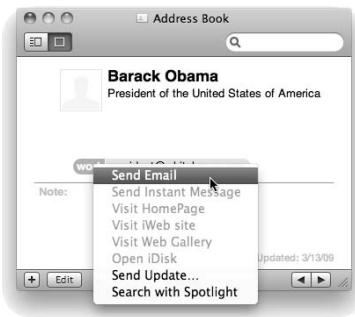 Address Book
Barack Obama
President of the United States of America
work
Send Email
Send Instant Message
Visit HomePage
Visit iWeb site
Visit Web Gallery
Open iDisk
Send Update...
Search with Spotlight
Note:
Updated: 3/13/09
+ Edit